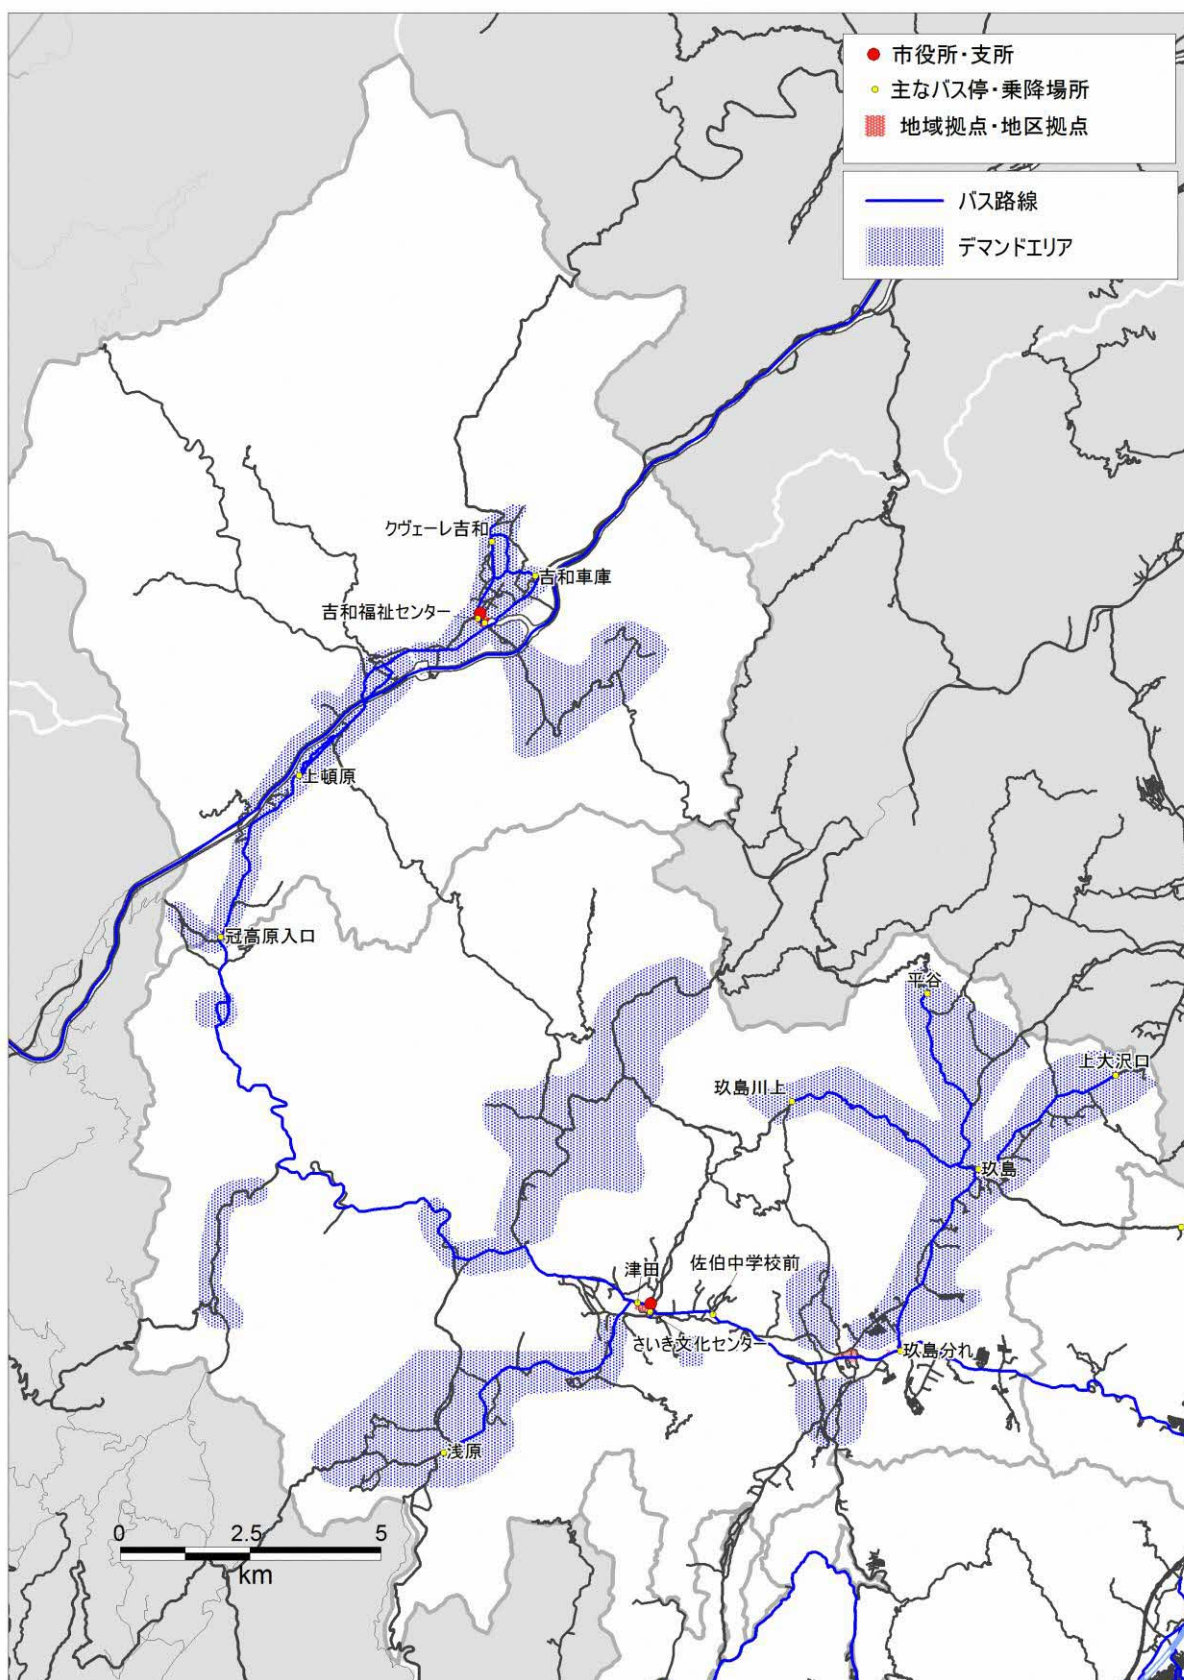 市役所・支所
主なバス停・乗降場所
地域拠点・地区拠点
バス路線
デマンドエリア
クヴェーレ吉和
吉和車庫
吉和福祉センター
上頓原
冠高原入口
平谷
上大沢口
玖島川上
玖島
津田
佐伯中学校前
さいき文化センター
玖島分れ
浅原
0 2.5 5
km